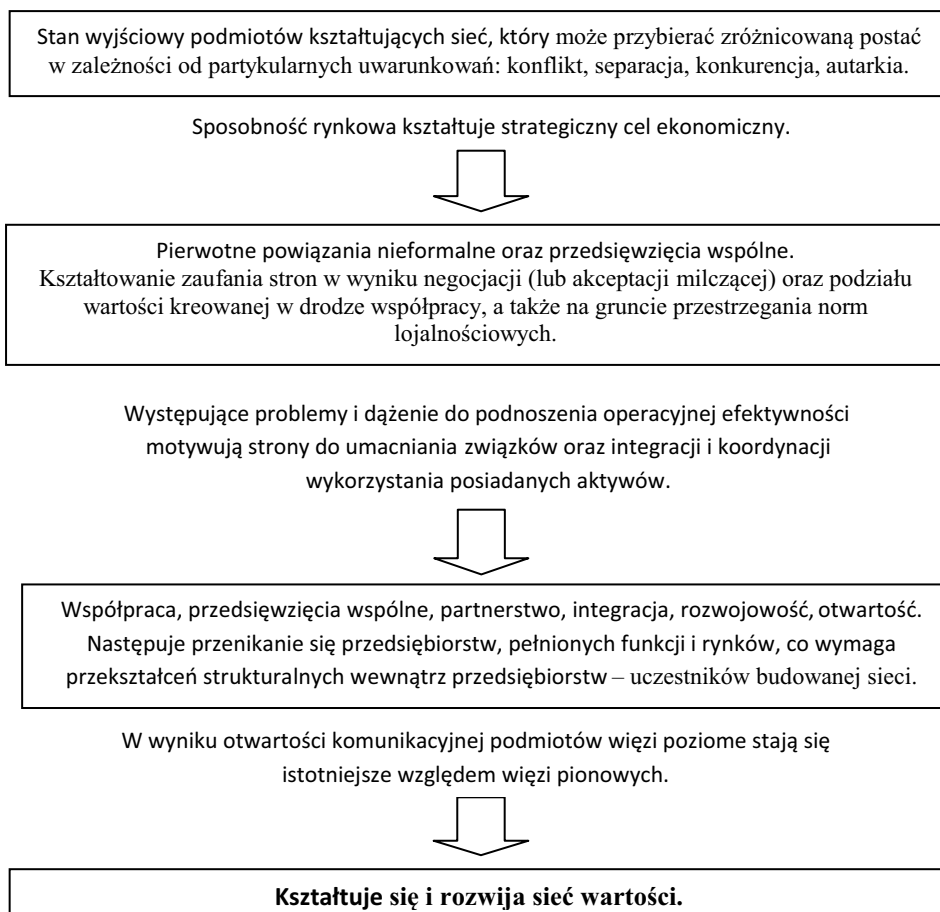 Stan wyjściowy podmiotów kształtujących sieć, który może przybierać zróżnicowaną postać
w zależności od partykularnych uwarunkowań: konflikt, separacja, konkurencja, autarkia.
Sposobność rynkowa kształtuje strategiczny cel ekonomiczny.
Pierwotne powiązania nieformalne oraz przedsięwzięcia wspólne.
Kształtowanie zaufania stron w wyniku negocjacji (lub akceptacji milczącej) oraz podziału
wartości kreowanej w drodze współpracy, a także na gruncie przestrzegania norm
lojalnościowych.
Występujące problemy i dążenie do podnoszenia operacyjnej efektywności
motywują strony do umacniania związków oraz integracji i koordynacji
wykorzystania posiadanych aktywów.
Współpraca, przedsięwzięcia wspólne, partnerstwo, integracja, rozwojowość, otwartość.
Następuje przenikanie się przedsiębiorstw, pełnionych funkcji i rynków, co wymaga
przekształceń strukturalnych wewnątrz przedsiębiorstw – uczestników budowanej sieci.
W wyniku otwartości komunikacyjnej podmiotów więzi poziome stają się
istotniejsze względem więzi pionowych.
Kształtuje się i rozwija sieć wartości.